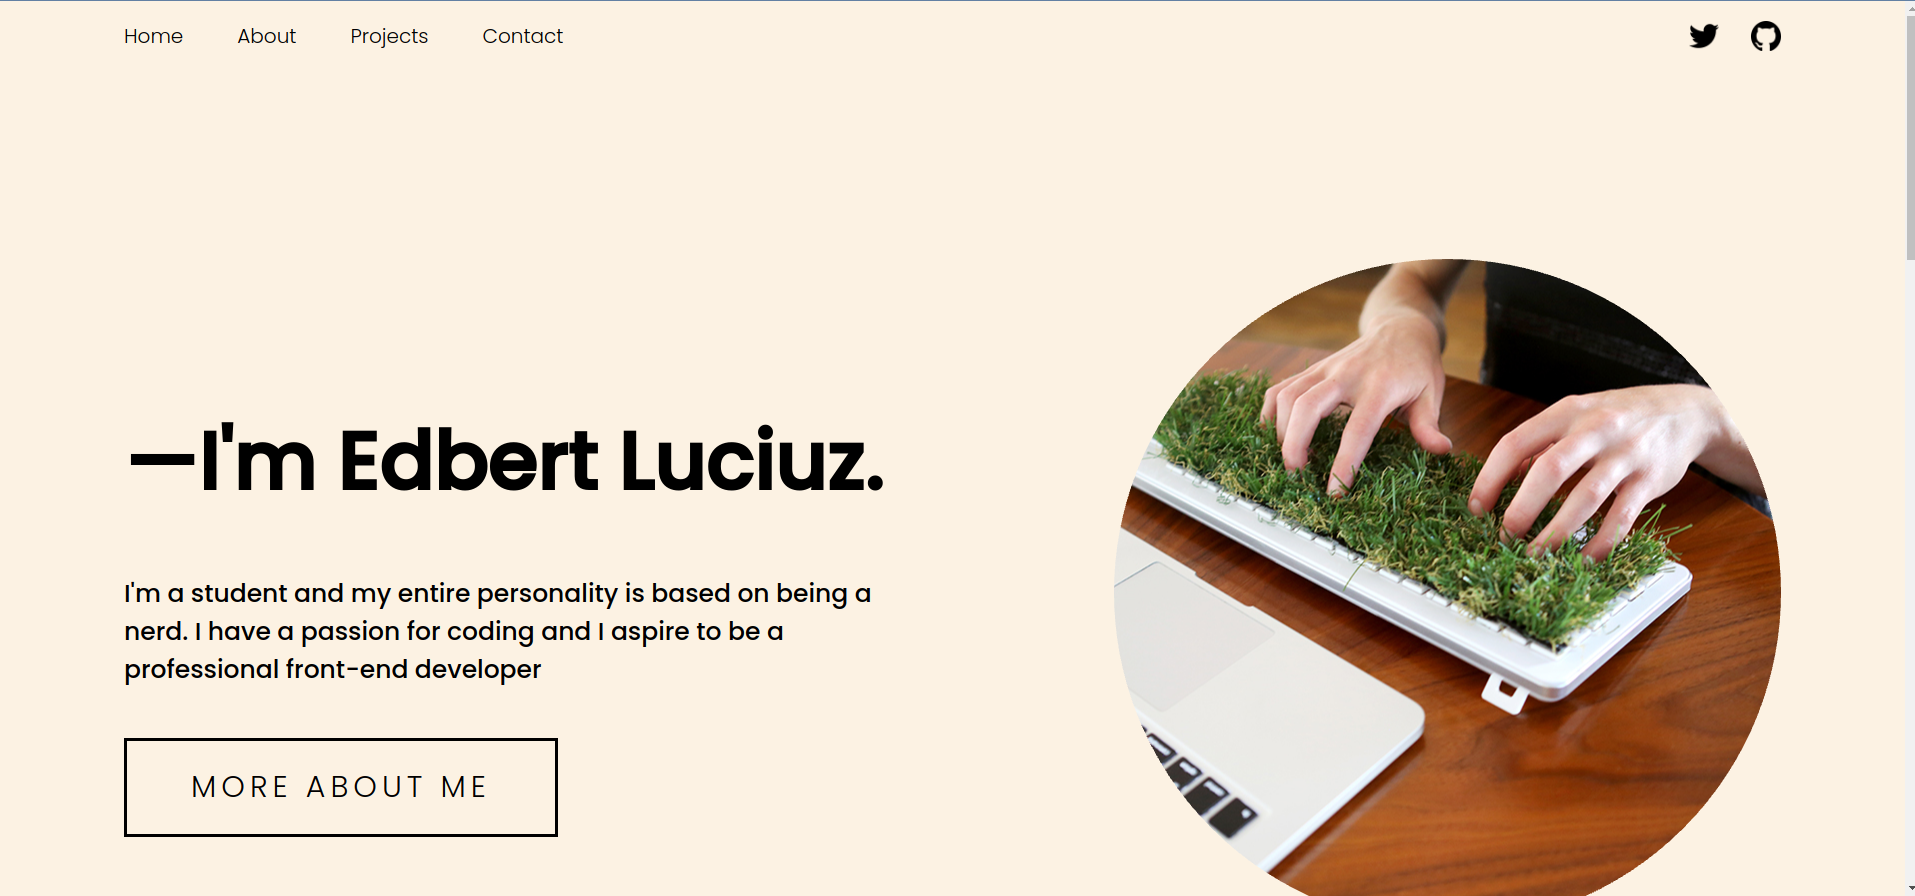 Home About Projects Contact
—I'm Edbert Luciuz.
I'm a student and my entire personality is based on being a
nerd. I have a passion for coding and I aspire to be a
professional front-end developer
MORE ABOUT ME